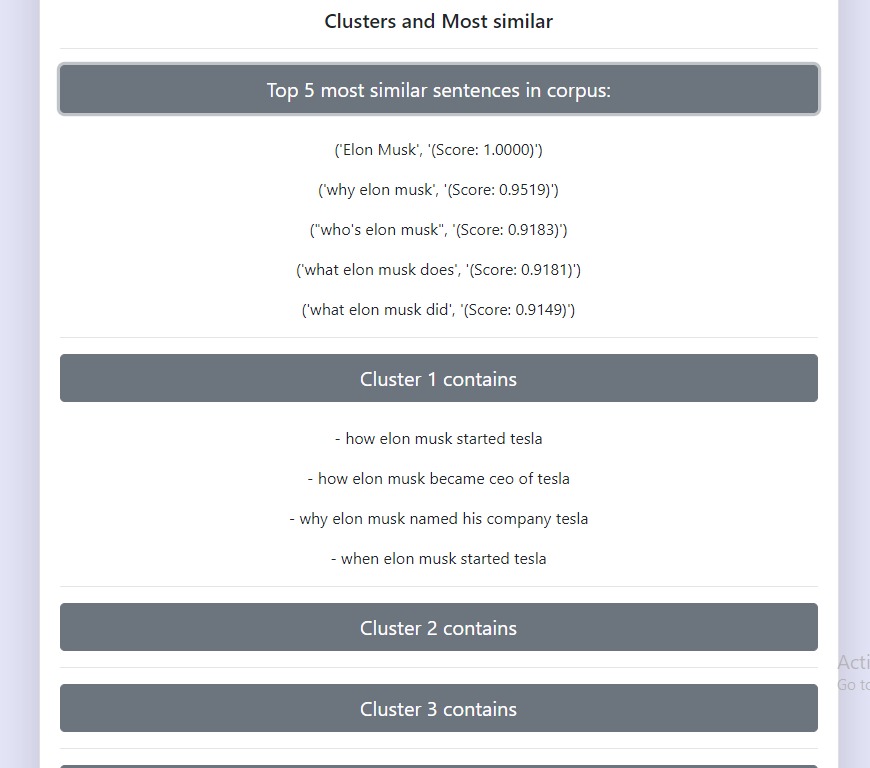 Clusters and Most similar
Top 5 most similar sentences in corpus:
('Elon Musk', '(Score: 1.0000)')
('why elon musk', '(Score: 0.9519)')
("who's elon musk", '(Score: 0.9183)')
('what elon musk does', '(Score: 0.9181)')
('what elon musk did', '(Score: 0.9149)')
Cluster 1 contains
- how elon musk started tesla
- how elon musk became ceo of tesla
- why elon musk named his company tesla
- when elon musk started tesla
Cluster 2 contains
Acti
Go to
Cluster 3 contains